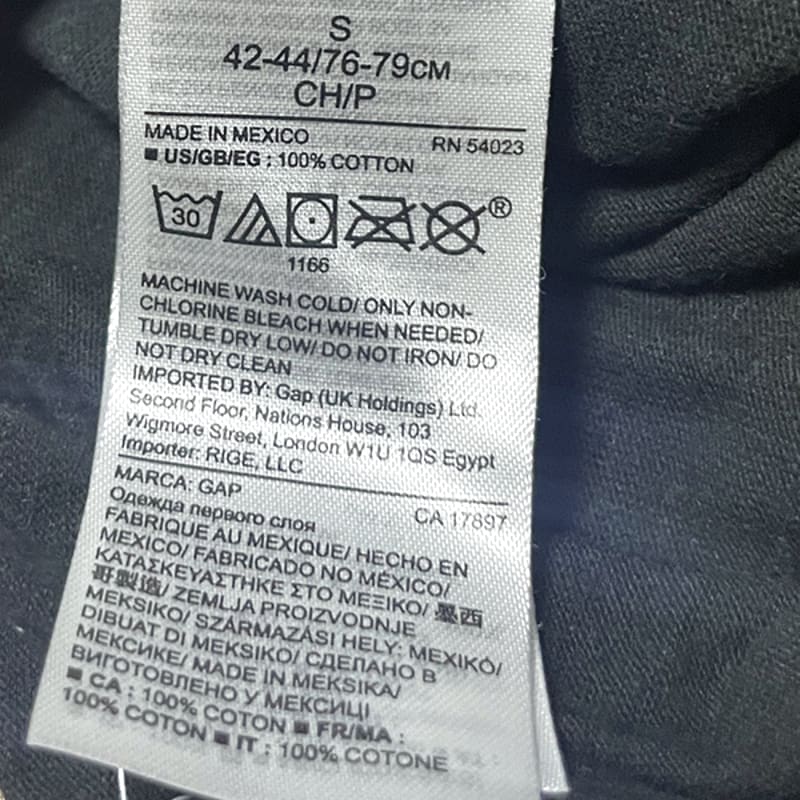 S
42-44/76-79CM
CH/P
MADE IN MEXICO
RN 54023
■ US/GB/EG : 100% COTTON
30
®
1166
MACHINE WASH COLD/ ONLY NON-
CHLORINE BLEACH WHEN NEEDED/
TUMBLE DRY LOW/ DO NOT IRON/ DO
NOT DRY CLEAN
IMPORTED BY: Gap (UK Holdings) Ltd.
Second Floor, Nations House, 103
Wigmore Street, London W1U 1QS Egypt
Importer: RIGE, LLC
MARCA: GAP
CA 17897
Одежда первого слоя
FABRIQUE AU MEXIQUE/ HECHO EN
MEXICO/ FABRICADO NO MÉXICO/
ΚΑΤΑΣΚΕΥΑΣΤΗΚΕ ΣΤΟ ΜΕΞΙΚΟ/ 墨西
哥製造/ ZEMLJA PROIZVODNJE
MEKSIKO/ SZÁRMAZÁSI HELY: MEXIKÓ/
DIBUAT DI MEKSIKO/ СДЕЛАНО В
МЕКСИКЕ/ MADE IN MEKSIKA/
ВИГОТОВЛЕНО У МЕКСИЦІ
■ CA : 100% COTON ■ FR/MA :
100% COTON ■ IT : 100% COTONE